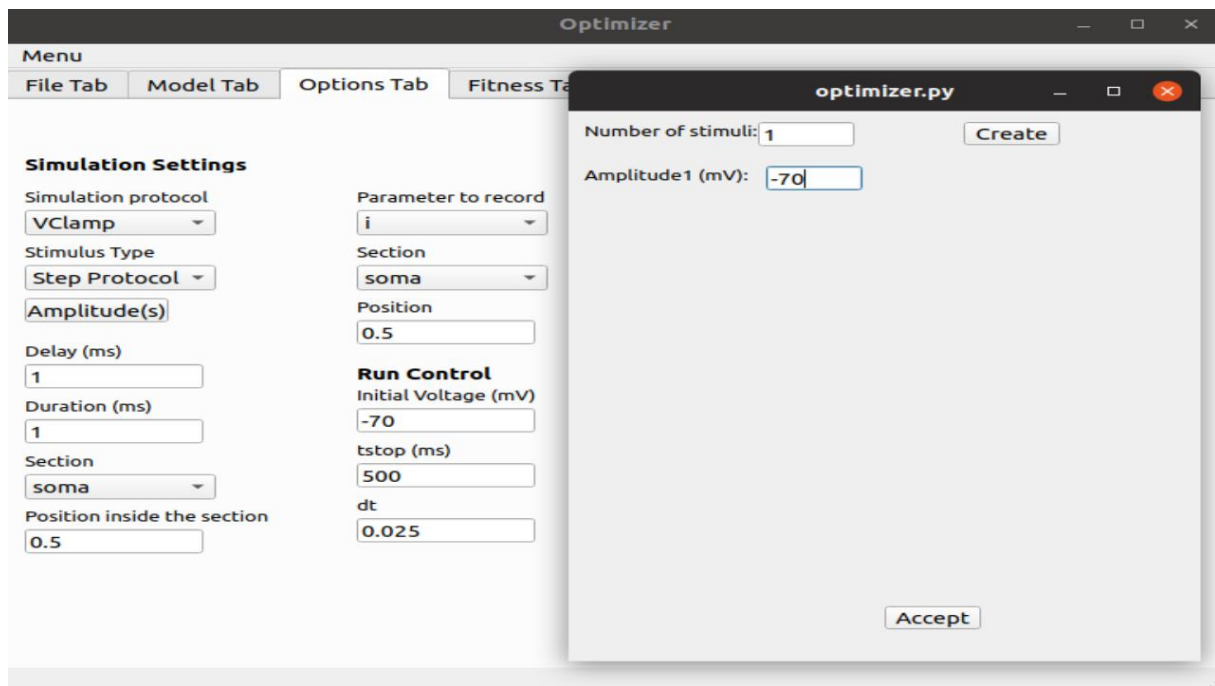 Optimizer
Menu
File Tab Model Tab Options Tab Fitness Ta
Simulation Settings
Simulation protocol
VClamp
Stimulus Type
Step Protocol
Amplitude(s)
Delay (ms)
1
Duration (ms)
1
Section
soma
Position inside the section
0.5
Parameter to record
i
Section
soma
Position
0.5
Run Control
Initial Voltage (mV)
-70
tstop (ms)
500
dt
0.025
optimizer.py
Number of stimuli: 1 Create
Amplitude1 (mV): -70
Accept